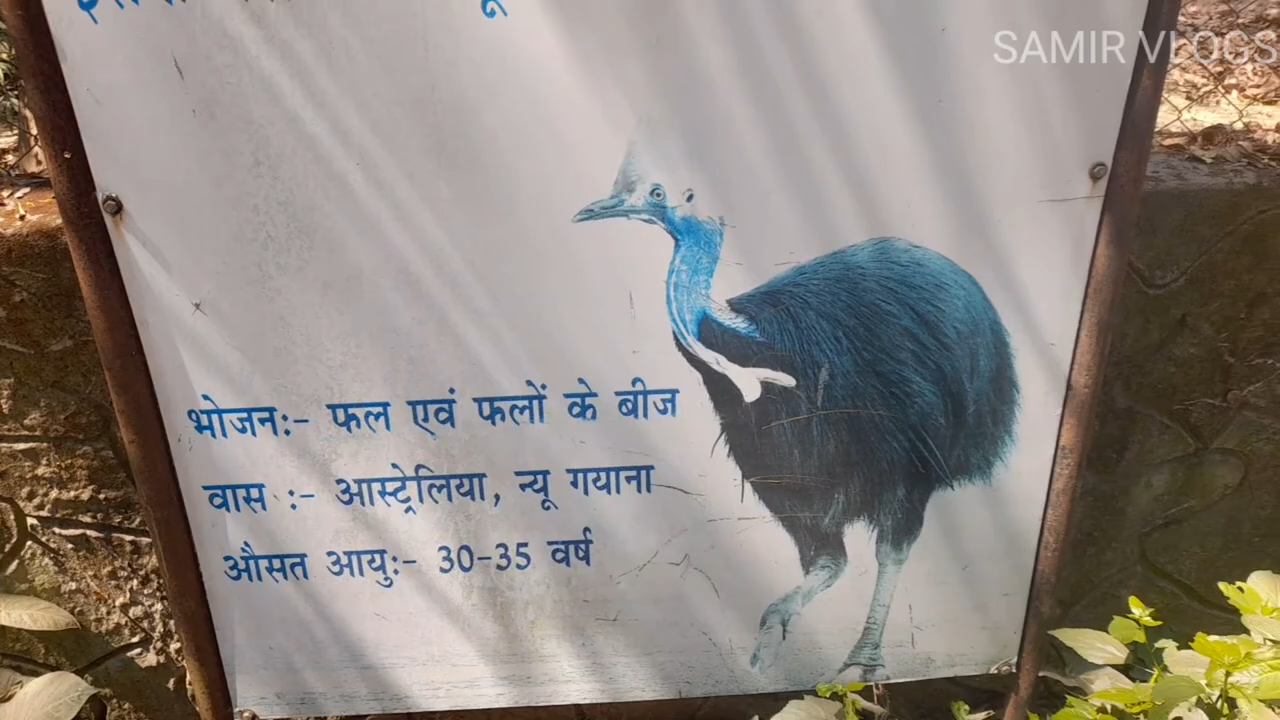 SAMIR VLOGS
भोजनः- फल एवं फलों के बीज
वास :- आस्ट्रेलिया, न्यू गयाना
औसत आयुः- 30-35 वर्ष